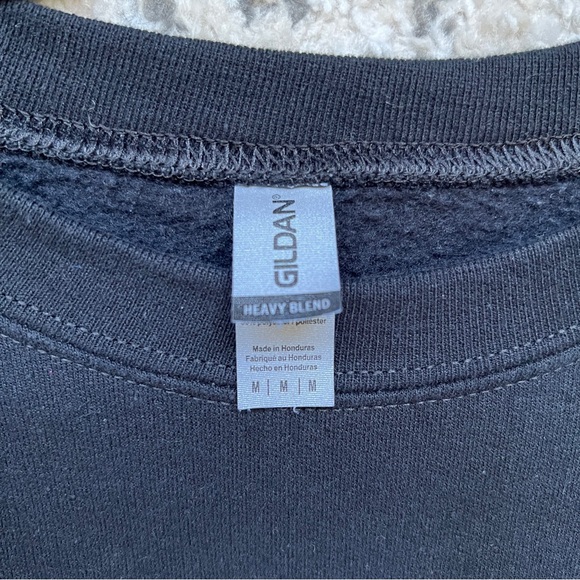 GILDAN®
HEAVY BLEND
Made in Honduras
Fabriqué au Honduras
Hecho en Honduras
M | M | M